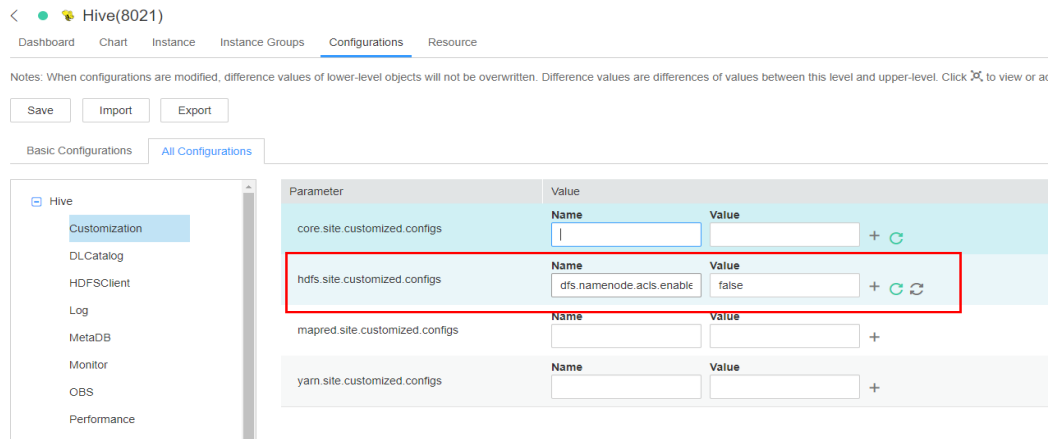 Hive(8021)
Dashboard Chart Instance Instance Groups Configurations Resource
Notes: When configurations are modified, difference values of lower-level objects will not be overwritten. Difference values are differences of values between this level and upper-level. Click to view or ac
Save Import Export
Basic Configurations All Configurations
Hive
Customization
DLCatalog
HDFSClient
Log
MetaDB
Monitor
OBS
Performance
Parameter Value
Name Value
core.site.customized.configs
Name Value
hdfs.site.customized.configs dfs.namenode.acls.enable false
Name Value
mapred.site.customized.configs
Name Value
yarn.site.customized.configs